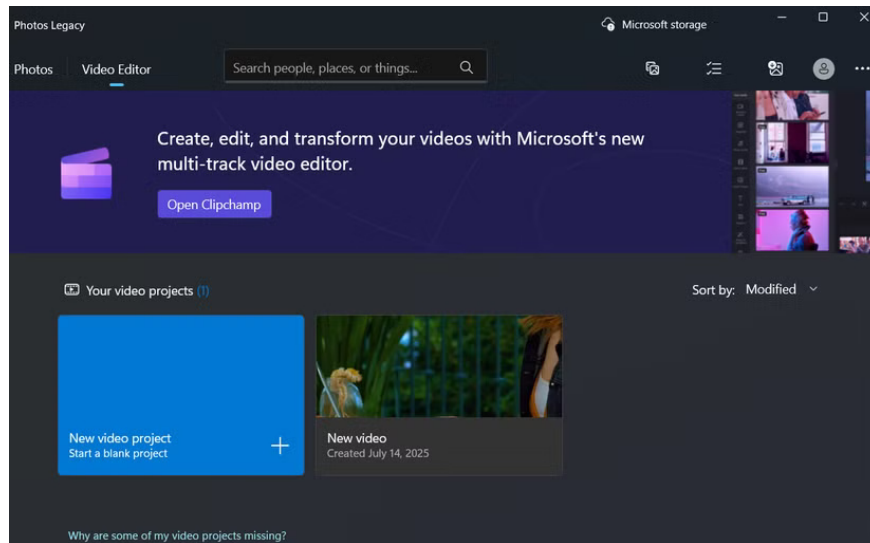 Photos Legacy
Microsoft storage
Photos
Video Editor
Search people, places, or things...
Create, edit, and transform your videos with Microsoft's new
multi-track video editor.
Open Clipchamp
Your video projects (1)
Sort by: Modified
New video project
Start a blank project
New video
Created July 14, 2025
Why are some of my video projects missing?